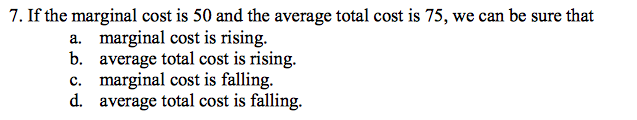 7. If the marginal cost is 50 and the average total cost is 75, we can be sure that
a. marginal cost is rising.
b. average total cost is rising.
c. marginal cost is falling.
d. average total cost is falling.